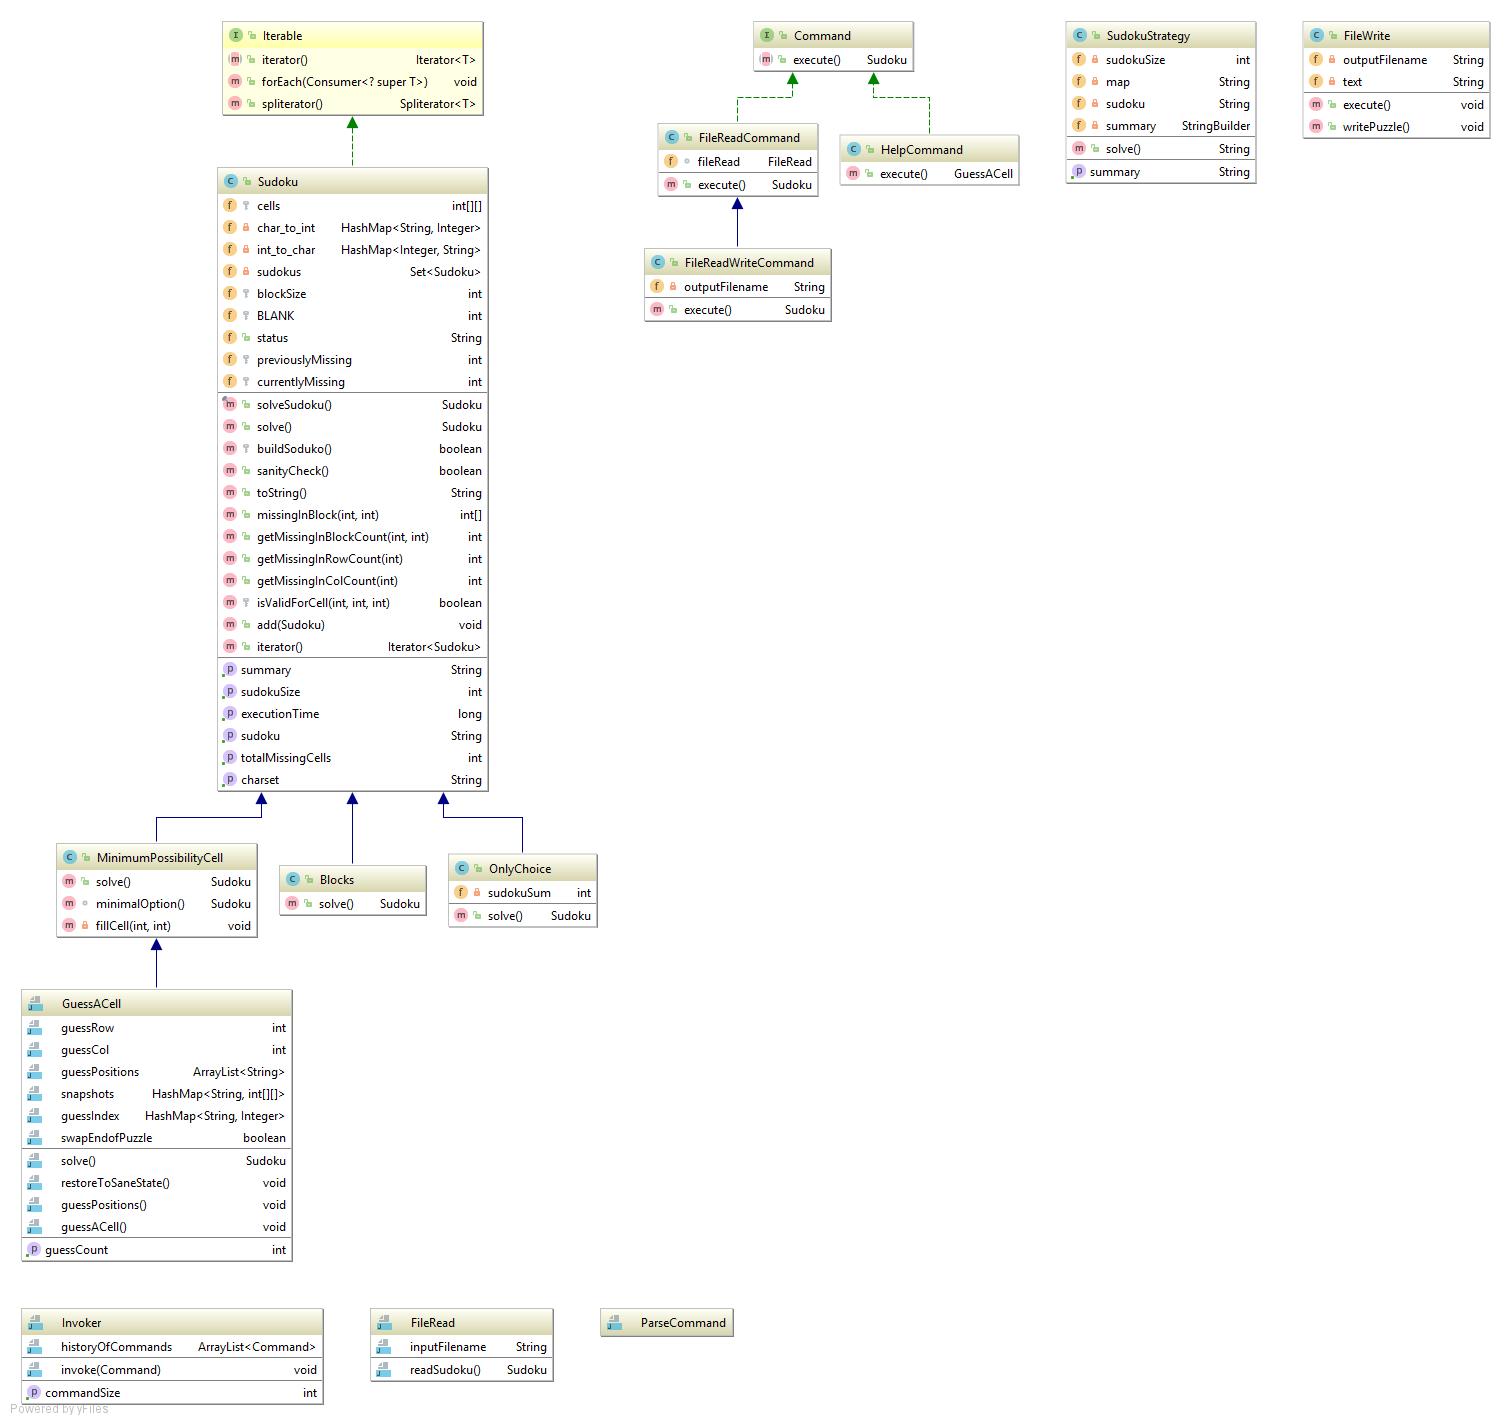 Iterable
iterator() Iterator<T>
forEach(Consumer<? super T>) void
spliterator() Spliterator<T>
Sudoku
cells int[][]
char_to_int HashMap<String, Integer>
int_to_char HashMap<Integer, String>
sudokus Set<Sudoku>
blockSize int
BLANK int
status String
previouslyMissing int
currentlyMissing int
solveSudoku() Sudoku
solve() Sudoku
buildSoduko() boolean
sanityCheck() boolean
toString() String
missingInBlock(int, int) int[]
getMissingInBlockCount(int, int) int
getMissingInRowCount(int) int
getMissingInColCount(int) int
isValidForCell(int, int, int) boolean
add(Sudoku) void
iterator() Iterator<Sudoku>
summary String
sudokuSize int
executionTime long
sudoku String
totalMissingCells int
charset String
MinimumPossibilityCell
solve() Sudoku
minimalOption() Sudoku
fillCell(int, int) void
Blocks
solve() Sudoku
OnlyChoice
sudokuSum int
solve() Sudoku
GuessACell
guessRow int
guessCol int
guessPositions ArrayList<String>
snapshots HashMap<String, int[][]>
guessIndex HashMap<String, Integer>
swapEndofPuzzle boolean
solve() Sudoku
restoreToSaneState() void
guessPositions() void
guessACell() void
guessCount int
Command
execute() Sudoku
FileReadCommand
fileRead FileRead
execute() Sudoku
HelpCommand
execute() GuessACell
FileReadWriteCommand
outputFilename String
execute() Sudoku
SudokuStrategy
sudokuSize int
map String
sudoku String
summary StringBuilder
solve() String
summary String
FileWrite
outputFilename String
text String
execute() void
writePuzzle() void
Invoker
historyOfCommands ArrayList<Command>
invoke(Command) void
commandSize int
FileRead
inputFilename String
readSudoku() Sudoku
ParseCommand
Powered by yFiles